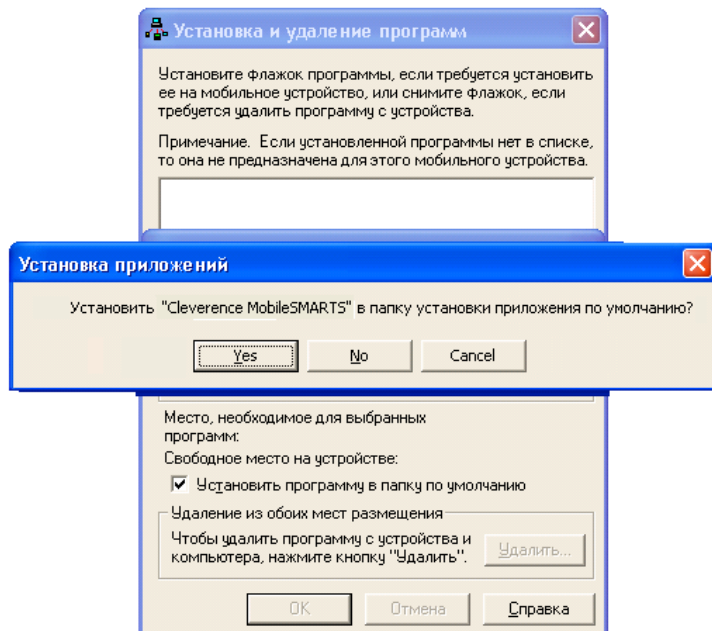 Установка и удаление программ
Установите флажок программы, если требуется установить
ее на мобильное устройство, или снимите флажок, если
требуется удалить программу с устройства.
Примечание. Если установленной программы нет в списке,
то она не предназначена для этого мобильного устройства.
Установка приложений
Установить "Cleverence MobileSMARTS" в папку установки приложения по умолчанию?
Yes
No
Cancel
Место, необходимое для выбранных
программ:
Свободное место на устройстве:
Установить программу в папку по умолчанию
Удаление из обоих мест размещения
Чтобы удалить программу с устройства и
компьютера, нажмите кнопку "Удалить".
Удалить...
OK
Отмена
Справка